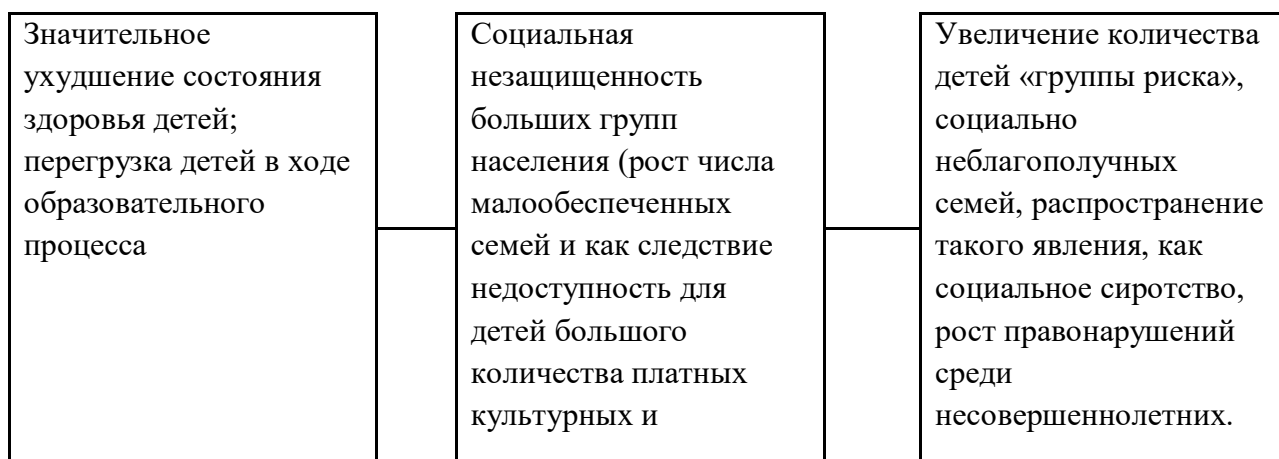 Значительное
ухудшение состояния
здоровья детей;
перегрузка детей в ходе
образовательного
процесса
Социальная
незащищенность
больших групп
населения (рост числа
малообеспеченных
семей и как следствие
недоступность для
детей большого
количества платных
культурных и
Увеличение количества
детей «группы риска»,
социально
неблагополучных
семей, распространение
такого явления, как
социальное сиротство,
рост правонарушений
среди
несовершеннолетних.